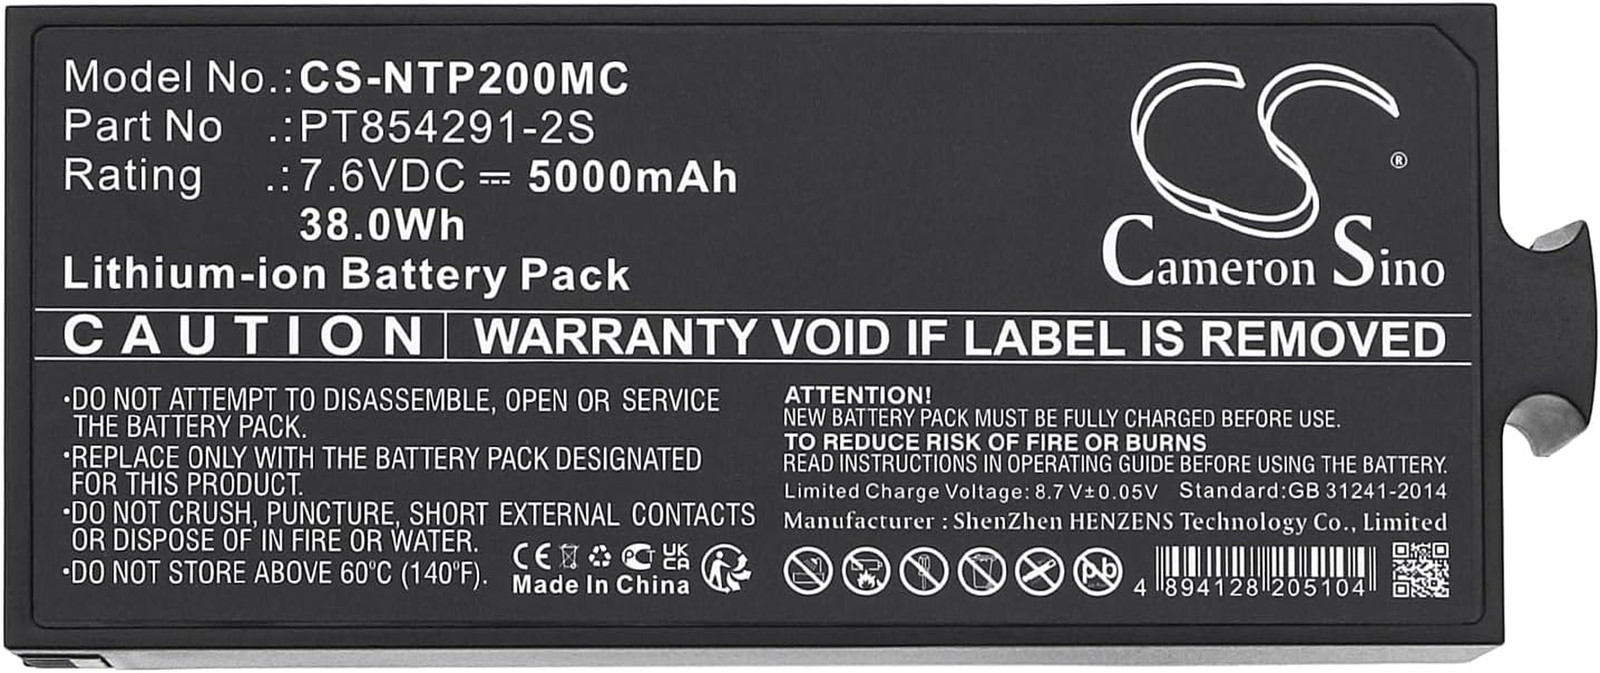 Model No.:CS-NTP200MC
Part No .:PT854291-2S
Rating .:7.6VDC ⎓ 5000mAh
38.0Wh
Lithium-ion Battery Pack
®
Cameron Sino
CAUTION WARRANTY VOID IF LABEL IS REMOVED
·DO NOT ATTEMPT TO DISASSEMBLE, OPEN OR SERVICE
THE BATTERY PACK.
·REPLACE ONLY WITH THE BATTERY PACK DESIGNATED
FOR THIS PRODUCT.
·DO NOT CRUSH, PUNCTURE, SHORT EXTERNAL CONTACTS
OR DISPOSE OF IN FIRE OR WATER.
·DO NOT STORE ABOVE 60°C (140°F).
CE PCT UK CA
Made In China
ATTENTION!
NEW BATTERY PACK MUST BE FULLY CHARGED BEFORE USE.
TO REDUCE RISK OF FIRE OR BURNS
READ INSTRUCTIONS IN OPERATING GUIDE BEFORE USING THE BATTERY.
Limited Charge Voltage: 8.7V±0.05V Standard:GB 31241-2014
Manufacturer : ShenZhen HENZENS Technology Co., Limited
pb
4 894128 205104